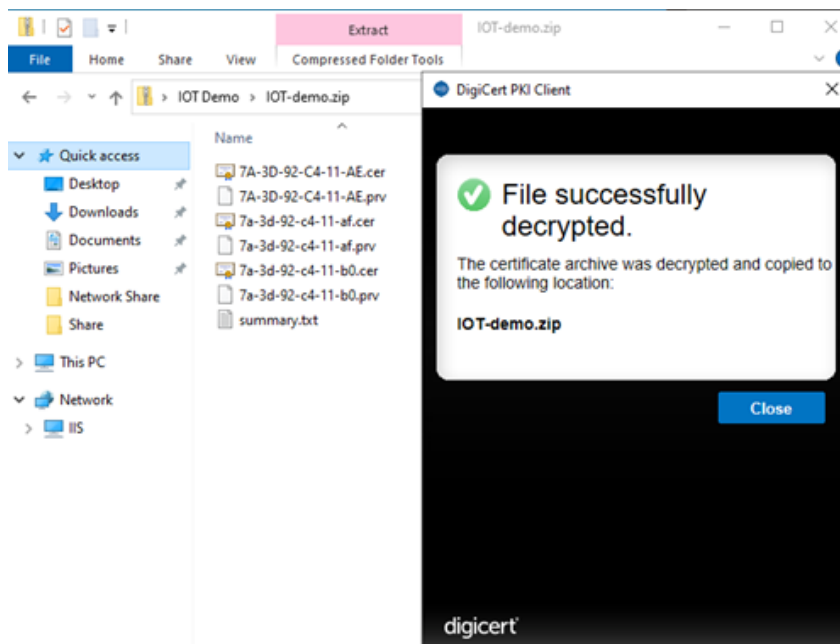 Extract
IOT-demo.zip
File
Home
Share
View
Compressed Folder Tools
IOT Demo
IOT-demo.zip
Name
Quick access
Desktop
Downloads
Documents
Pictures
Network Share
Share
This PC
Network
IIS
7A-3D-92-C4-11-AE.cer
7A-3D-92-C4-11-AE.prv
7a-3d-92-c4-11-af.cer
7a-3d-92-c4-11-af.prv
7a-3d-92-c4-11-b0.cer
7a-3d-92-c4-11-b0.prv
summary.txt
DigiCert PKI Client
File successfully
decrypted.
The certificate archive was decrypted and copied to
the following location:
IOT-demo.zip
Close
digicert